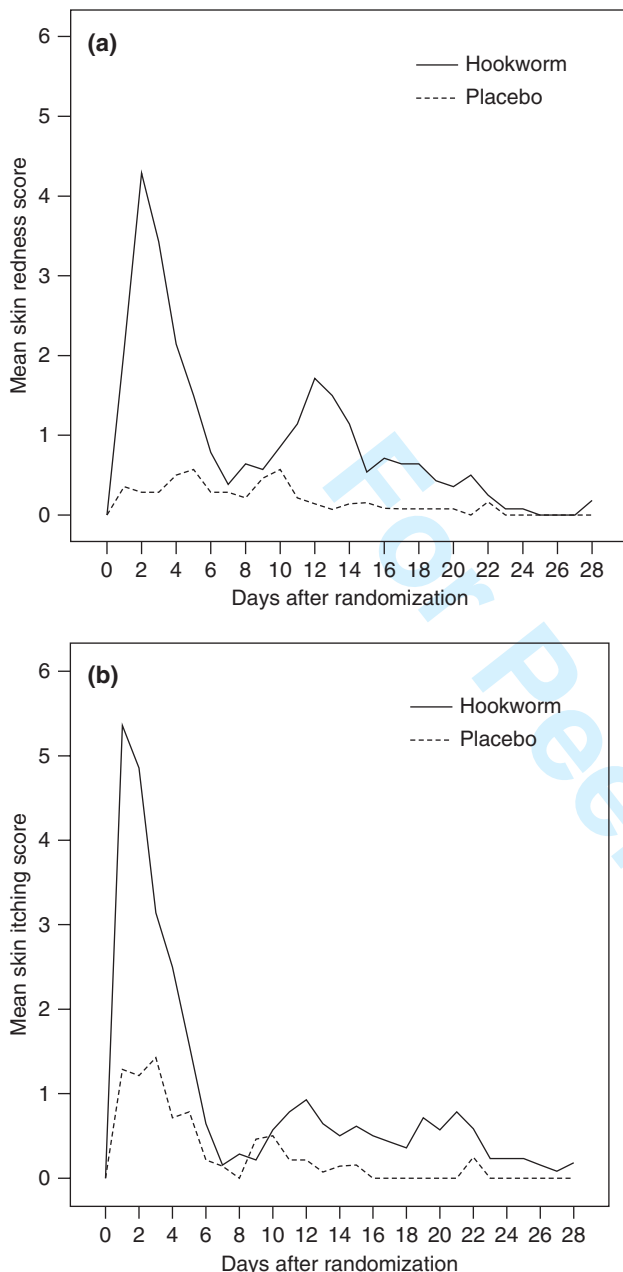 (a)
Hookworm
Placebo
6
5
4
3
2
1
0
Mean skin redness score
0 2 4 6 8 10 12 14 16 18 20 22 24 26 28
Days after randomization
(b)
Hookworm
Placebo
6
5
4
3
2
1
0
Mean skin itching score
0 2 4 6 8 10 12 14 16 18 20 22 24 26 28
Days after randomization
For Pee